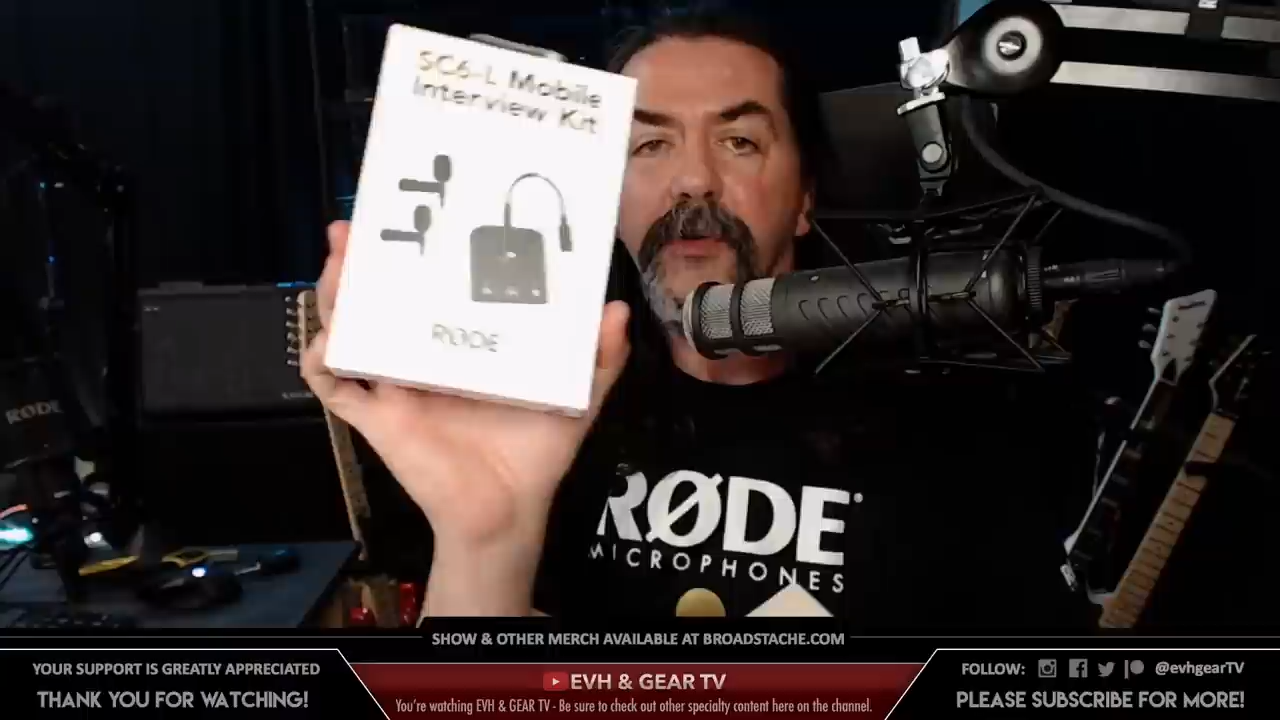 SC6-L Mobile
Interview Kit
RØDE
RØDE
RØDE
MICROPHONES
SHOW & OTHER MERCH AVAILABLE AT BROADSTACHE.COM
YOUR SUPPORT IS GREATLY APPRECIATED
THANK YOU FOR WATCHING!
EVH & GEAR TV
You're watching EVH & GEAR TV - Be sure to check out other specialty content here on the channel.
FOLLOW: @evhgearTV
PLEASE SUBSCRIBE FOR MORE!